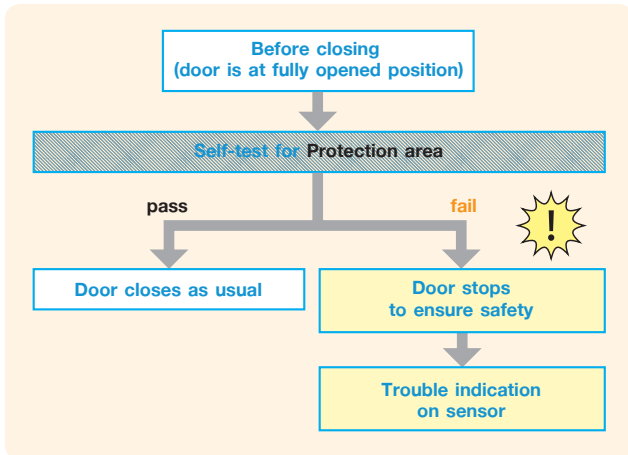 Before closing
(door is at fully opened position)
Self-test for Protection area
pass
fail
!
Door closes as usual
Door stops
to ensure safety
Trouble indication
on sensor